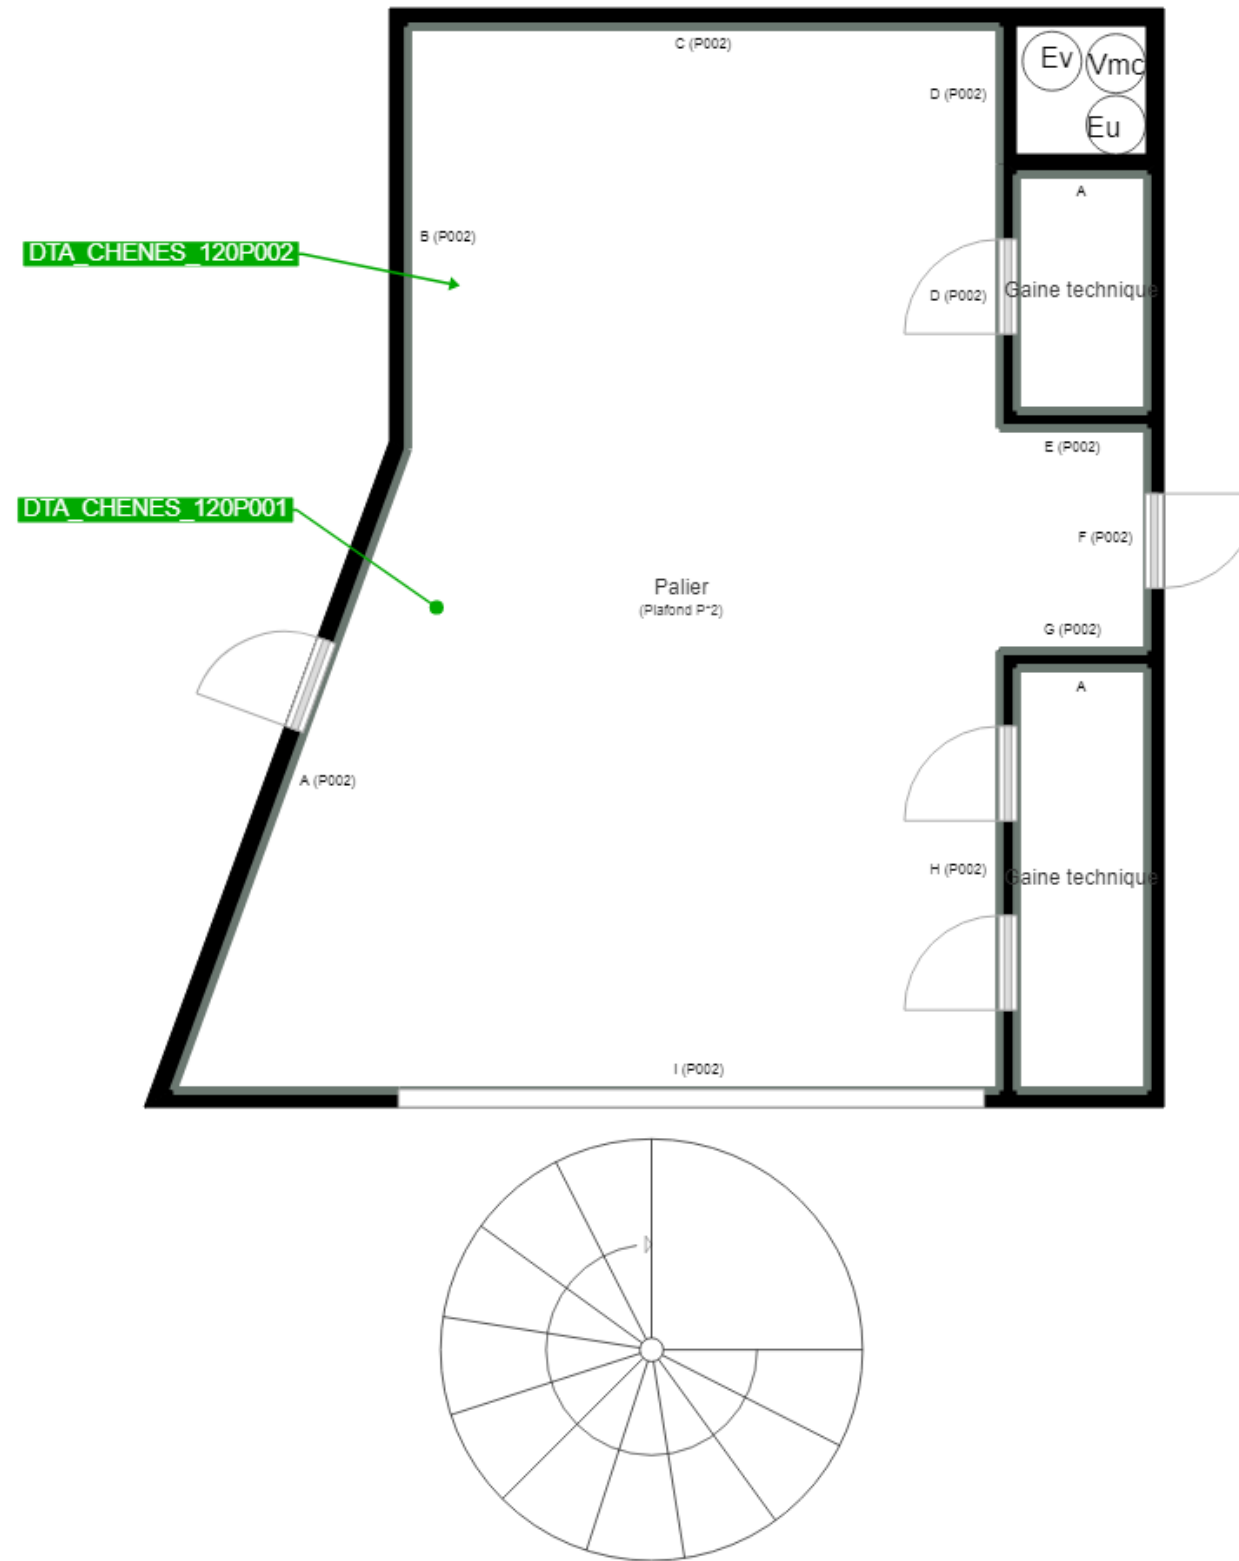 C (P002)
Ev
Vmc
Eu
D (P002)
A
B (P002)
DTA_CHENES_120P002
D (P002)
Gaine technique
E (P002)
DTA_CHENES_120P001
F (P002)
Palier
(Plafond P^2)
G (P002)
A
A (P002)
H (P002)
Gaine technique
I (P002)